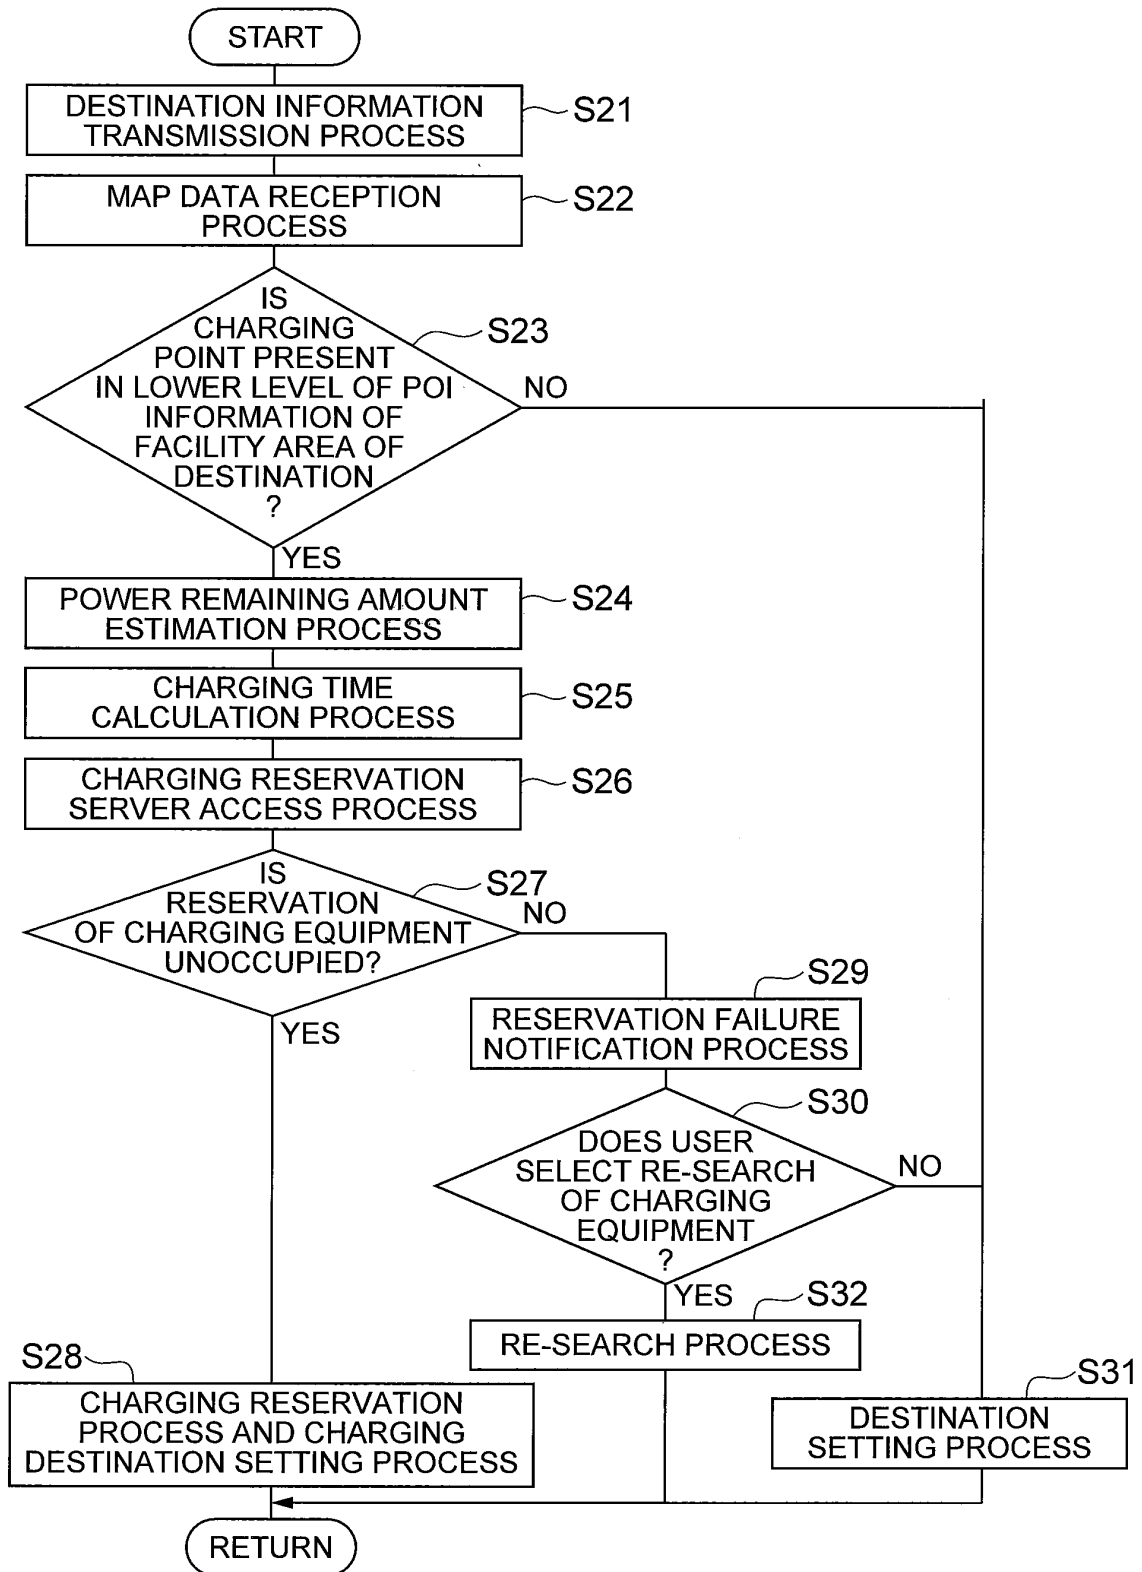 START
DESTINATION INFORMATION
TRANSMISSION PROCESS
S21
MAP DATA RECEPTION
PROCESS
S22
IS
CHARGING
POINT PRESENT
IN LOWER LEVEL OF POI
INFORMATION OF
FACILITY AREA OF
DESTINATION
?
S23
NO
YES
POWER REMAINING AMOUNT
ESTIMATION PROCESS
S24
CHARGING TIME
CALCULATION PROCESS
S25
CHARGING RESERVATION
SERVER ACCESS PROCESS
S26
IS
RESERVATION
OF CHARGING EQUIPMENT
UNOCCUPIED?
S27
NO
YES
S29
RESERVATION FAILURE
NOTIFICATION PROCESS
S30
DOES USER
SELECT RE-SEARCH
OF CHARGING
EQUIPMENT
?
NO
YES
S32
RE-SEARCH PROCESS
S28
CHARGING RESERVATION
PROCESS AND CHARGING
DESTINATION SETTING PROCESS
S31
DESTINATION
SETTING PROCESS
RETURN